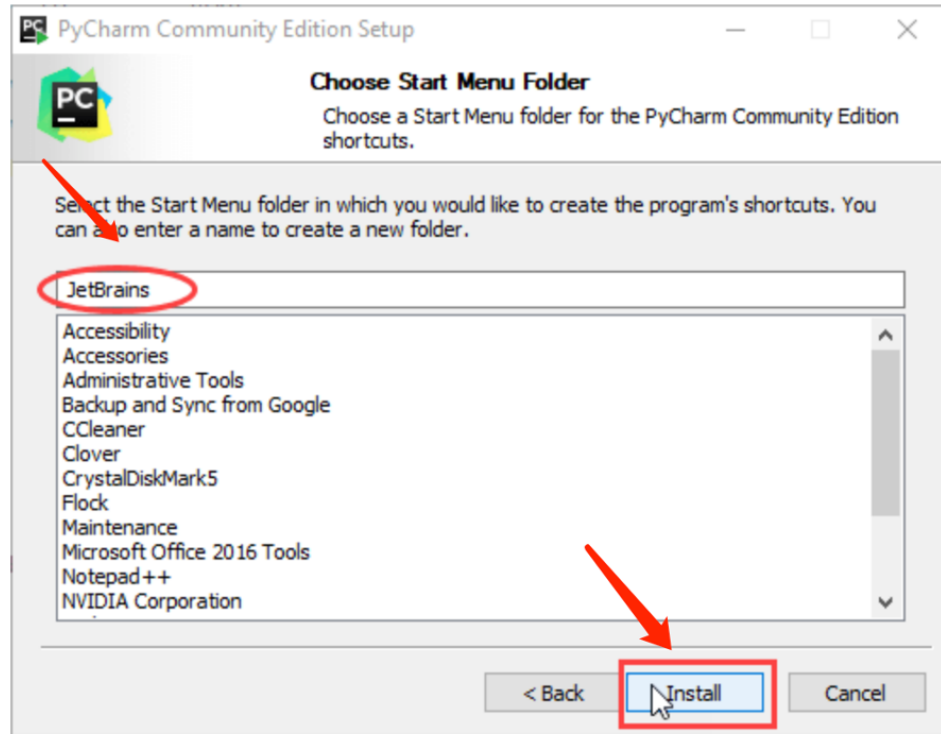 PC PyCharm Community Edition Setup
PC
Choose Start Menu Folder
Choose a Start Menu folder for the PyCharm Community Edition
shortcuts.
Select the Start Menu folder in which you would like to create the program's shortcuts. You
can also enter a name to create a new folder.
JetBrains
Accessibility
Accessories
Administrative Tools
Backup and Sync from Google
CCleaner
Clover
CrystalDiskMark5
Flock
Maintenance
Microsoft Office 2016 Tools
Notepad++
NVIDIA Corporation
< Back
Install
Cancel